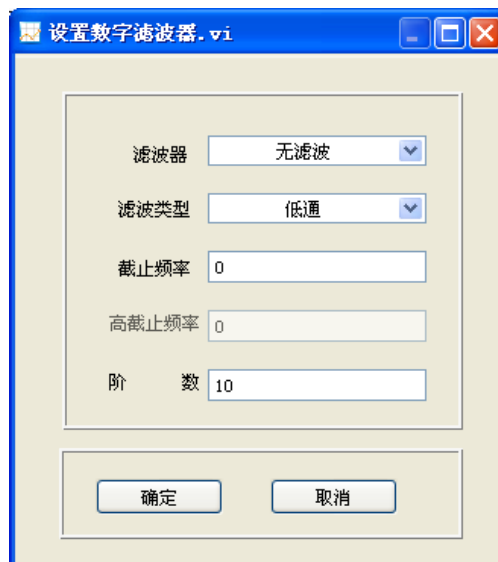 设置数字滤波器.vi
滤波器 无滤波
滤波类型 低通
截止频率 0
高截止频率 0
阶 数 10
确定 取消